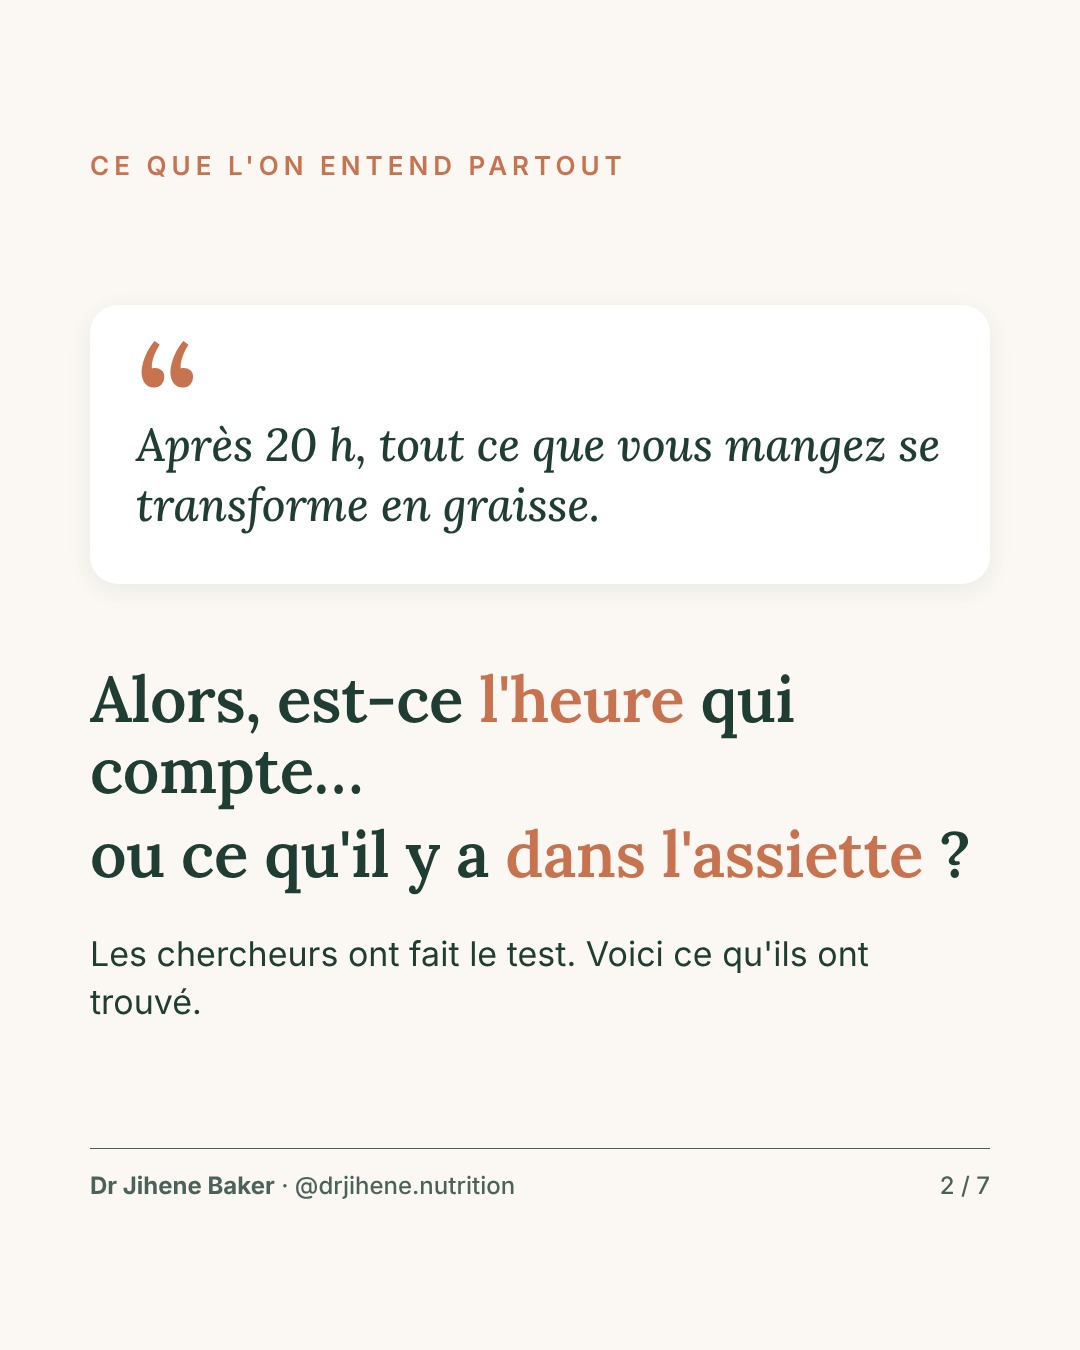 CE QUE L'ON ENTEND PARTOUT
“
Après 20 h, tout ce que vous mangez se
transforme en graisse.
Alors, est-ce l'heure qui
compte...
ou ce qu'il y a dans l'assiette ?
Les chercheurs ont fait le test. Voici ce qu'ils ont
trouvé.
Dr Jihene Baker · @drjihene.nutrition
2 / 7